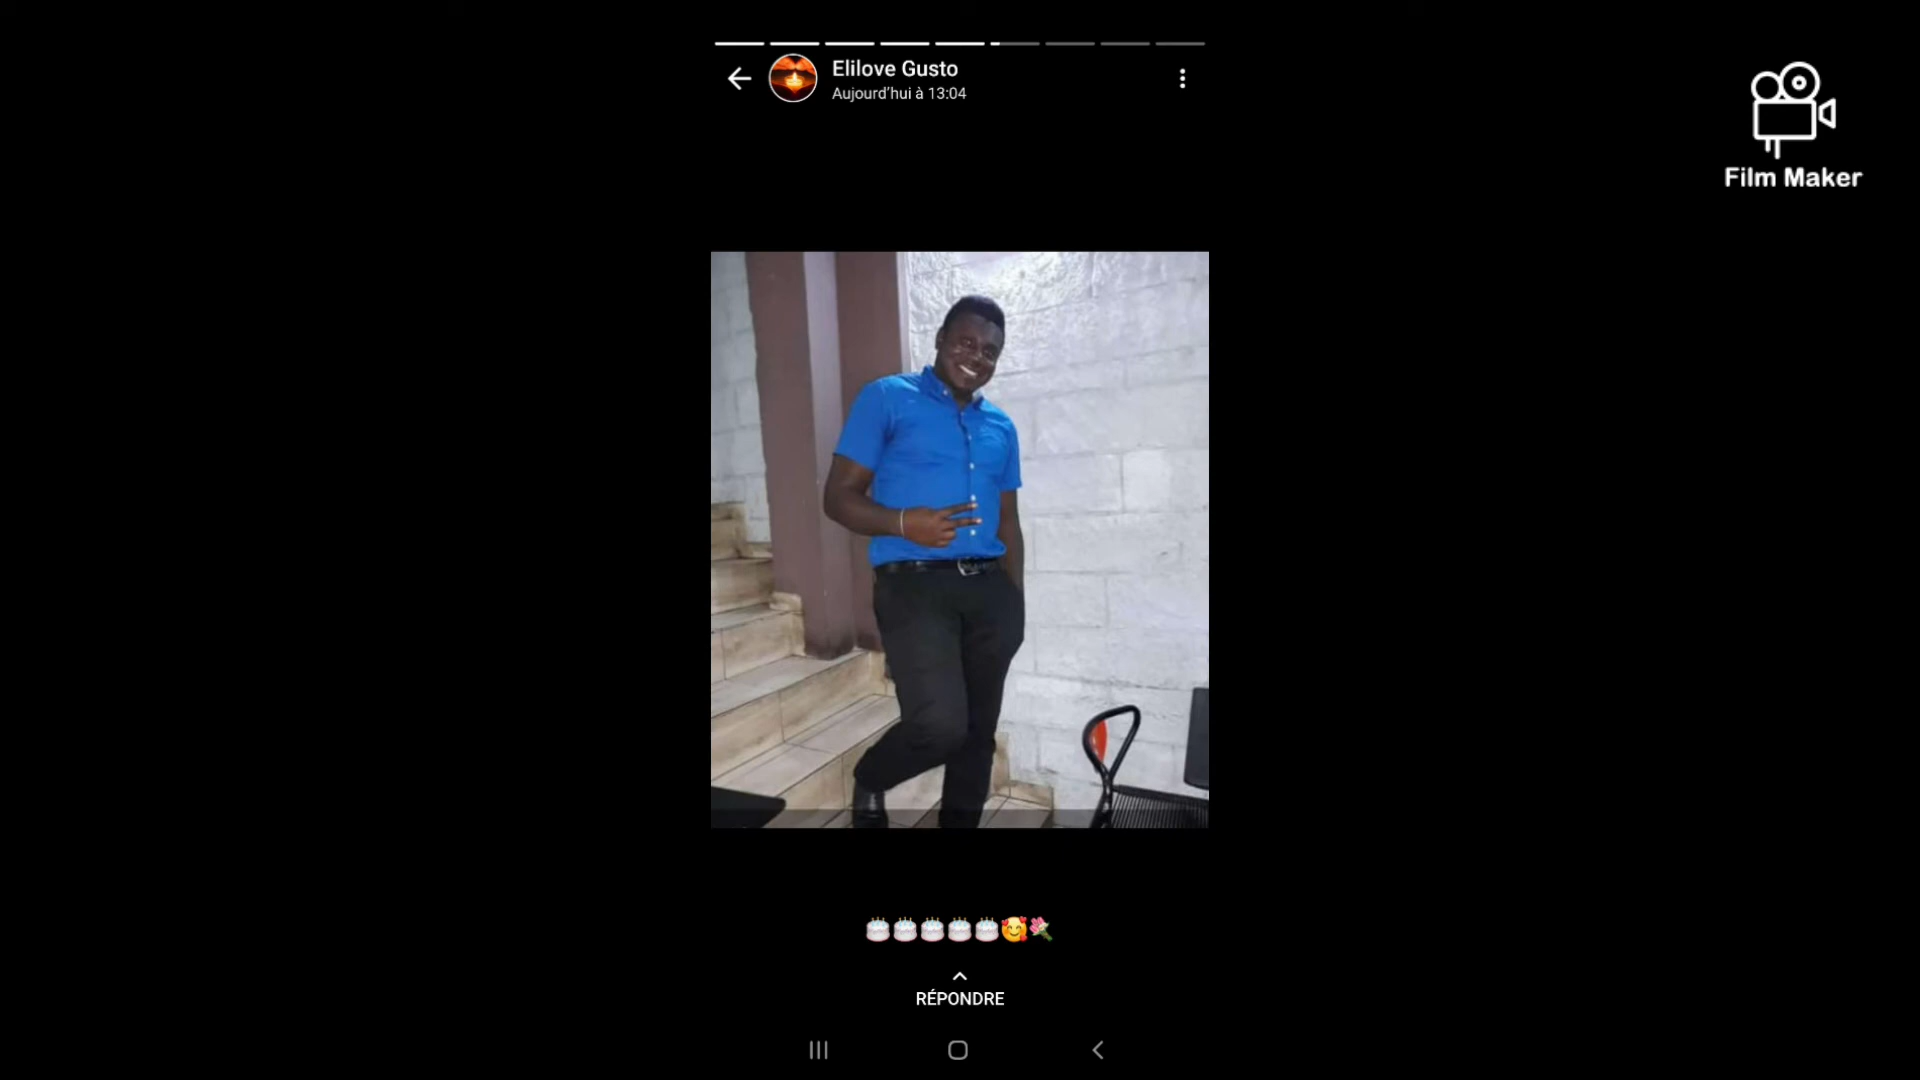 Elilove Gusto
Aujourd’hui à 13:04
Film Maker
🎂🎂🎂🎂🎂🥰💐
RÉPONDRE